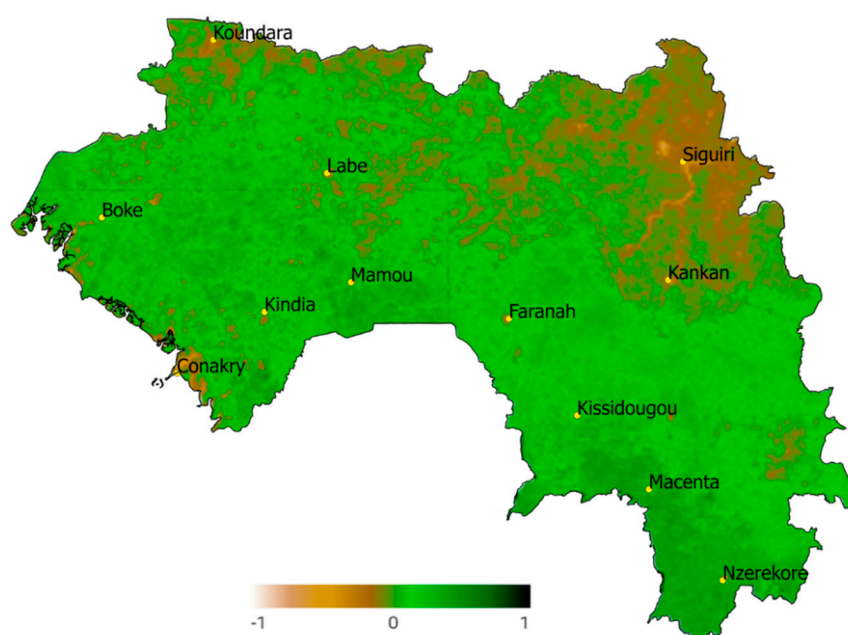 Koundara
Siguiri
Labe
Boke
Mamou
Kankan
Kindia
Faranah
Conakry
Kissidougou
Macenta
Nzerekore
-1 0 1